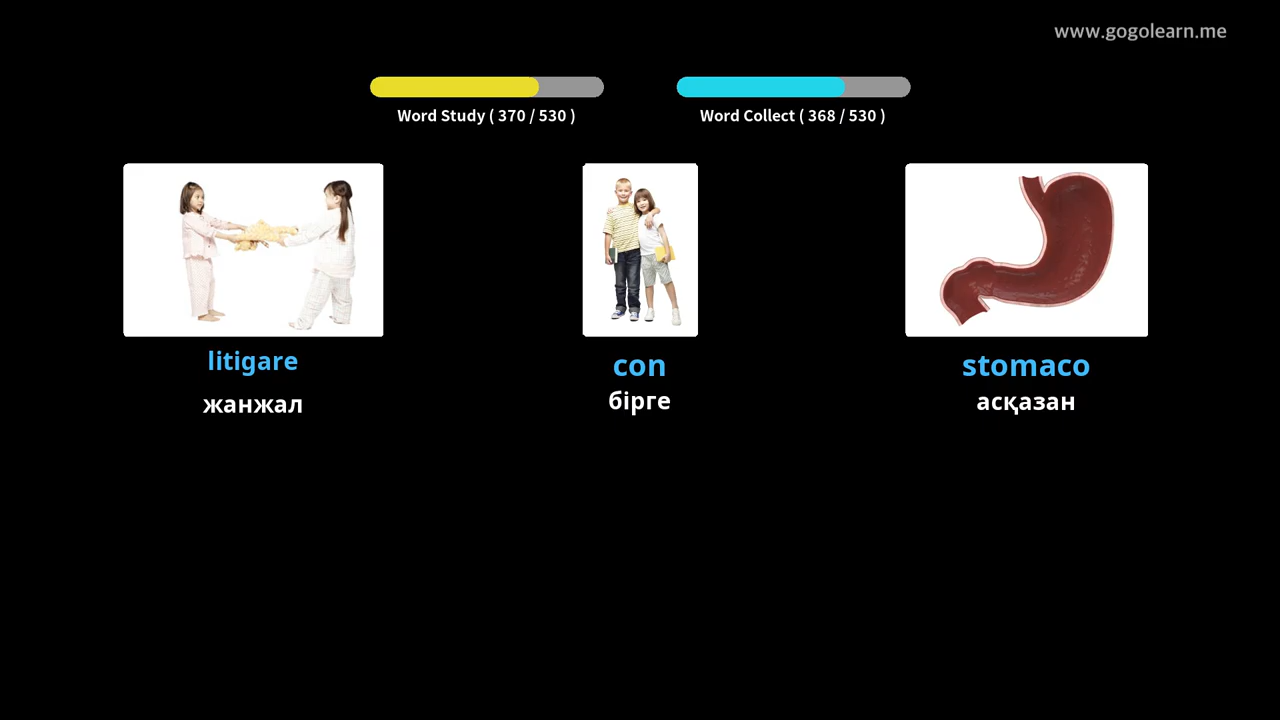 www.gogolearn.me
Word Study ( 370 / 530 )
Word Collect ( 368 / 530 )
litigare
жанжал
con
бірге
stomaco
асқазан